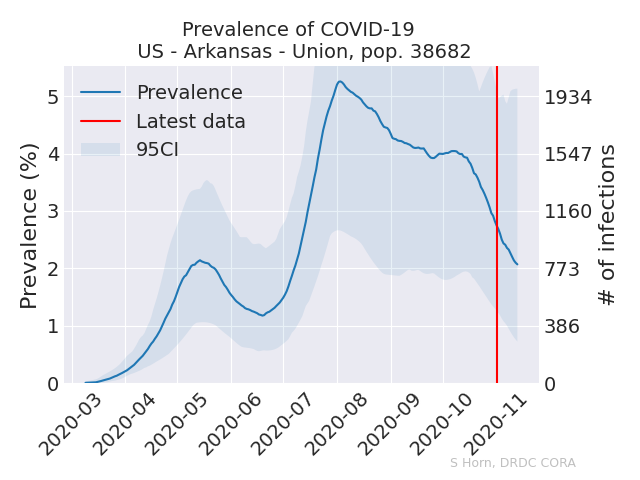 Prevalence of COVID-19
US - Arkansas - Union, pop. 38682
Prevalence
Latest data
95CI
Prevalence (%)
5
4
3
2
1
0
1934
1547
1160
773
386
0
# of infections
2020-03
2020-04
2020-05
2020-06
2020-07
2020-08
2020-09
2020-10
2020-11
S Horn, DRDC CORA